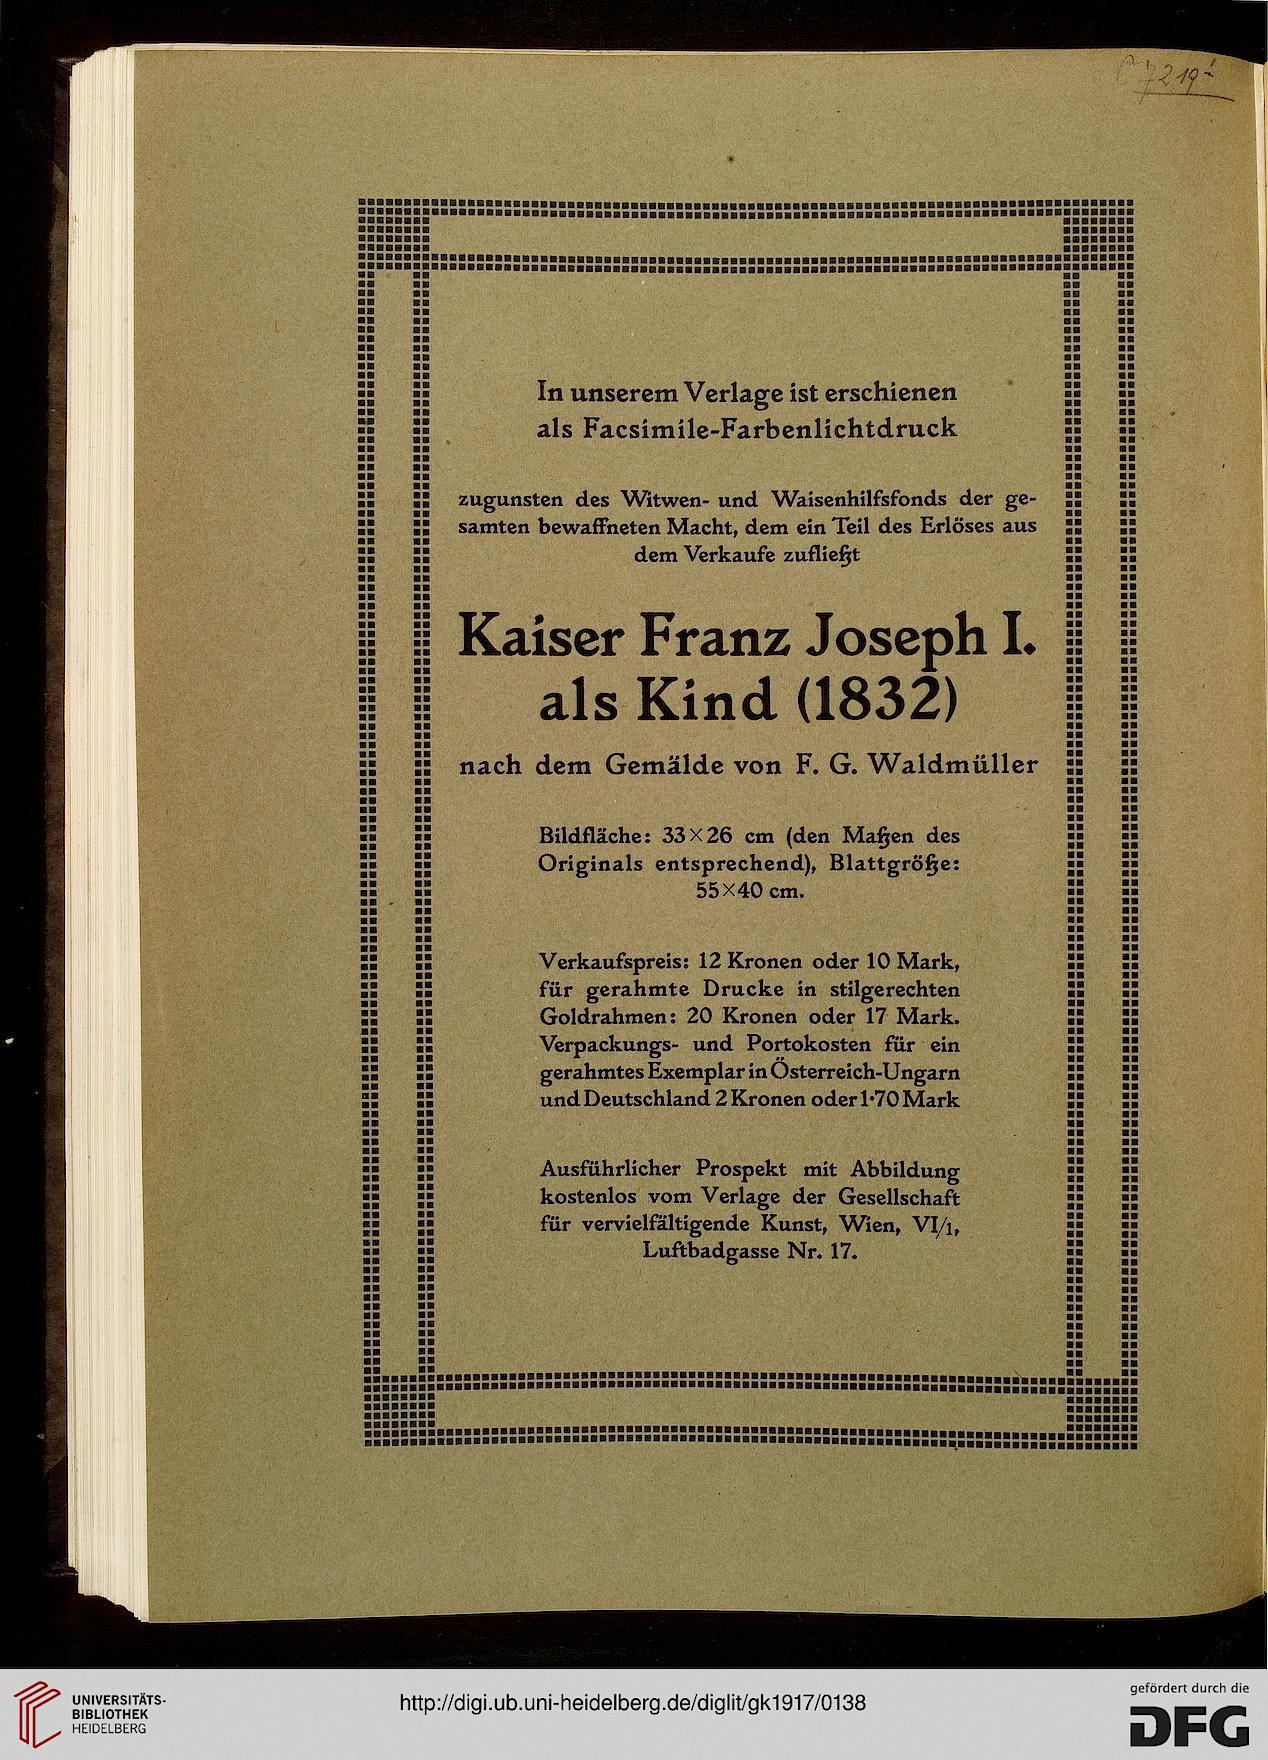 7219
In unserem Verlage ist erschienen
als Facsimile-Farbenlichtdruck
zugunsten des Witwen- und Waisenhilfsfonds der ge-
samten bewaffneten Macht, dem ein Teil des Erlöses aus
dem Verkaufe zufließt
Kaiser Franz Joseph I.
als Kind (1832)
nach dem Gemälde von F. G. Waldmüller
Bildfläche: 33×26 cm (den Maßen des
Originals entsprechend), Blattgröße:
55×40 cm.
Verkaufspreis: 12 Kronen oder 10 Mark,
für gerahmte Drucke in stilgerechten
Goldrahmen: 20 Kronen oder 17 Mark.
Verpackungs- und Portokosten für ein
gerahmtes Exemplar in Österreich-Ungarn
und Deutschland 2 Kronen oder 1·70 Mark
Ausführlicher Prospekt mit Abbildung
kostenlos vom Verlage der Gesellschaft
für vervielfältigende Kunst, Wien, VI/1,
Luftbadgasse Nr. 17.
UNIVERSITÄTS-
BIBLIOTHEK
HEIDELBERG
http://digi.ub.uni-heidelberg.de/diglit/gk1917/0138
gefördert durch die
DFG